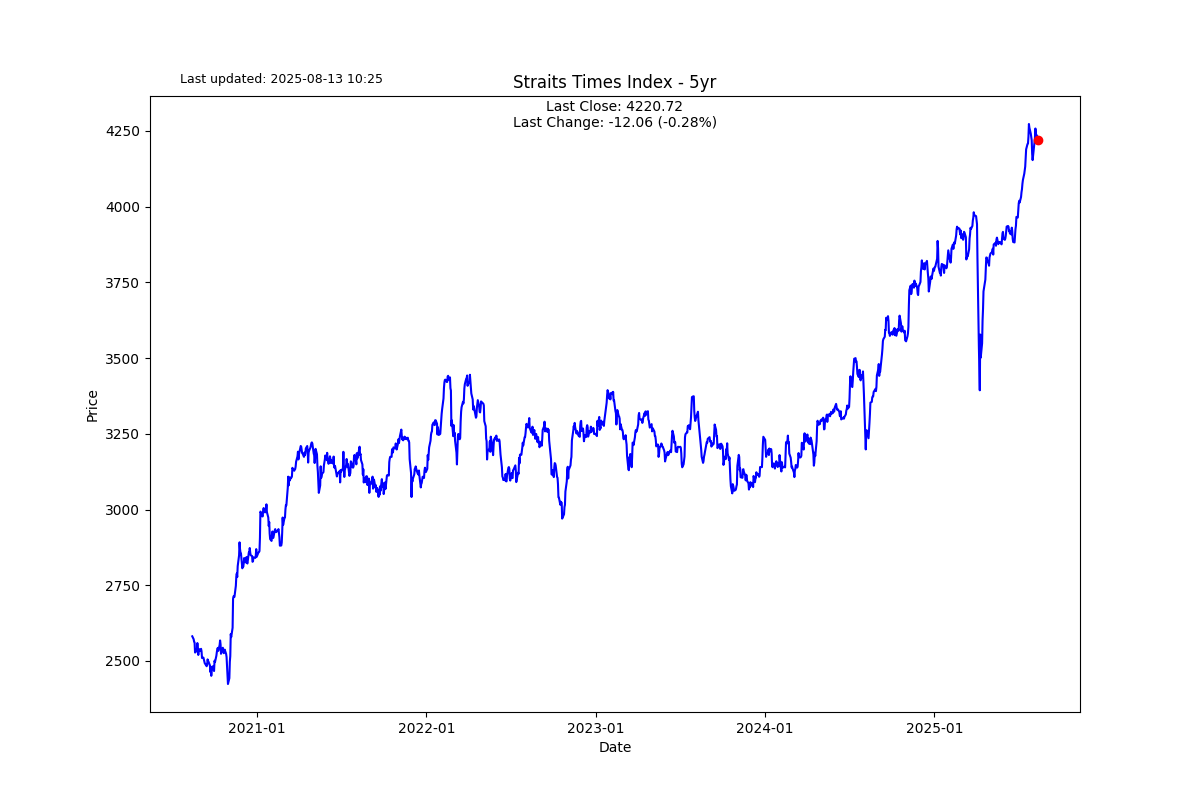 Last updated: 2025-08-13 10:25
Straits Times Index - 5yr
Last Close: 4220.72
Last Change: -12.06 (-0.28%)
Price
4250
4000
3750
3500
3250
3000
2750
2500
2021-01
2022-01
2023-01
2024-01
2025-01
Date